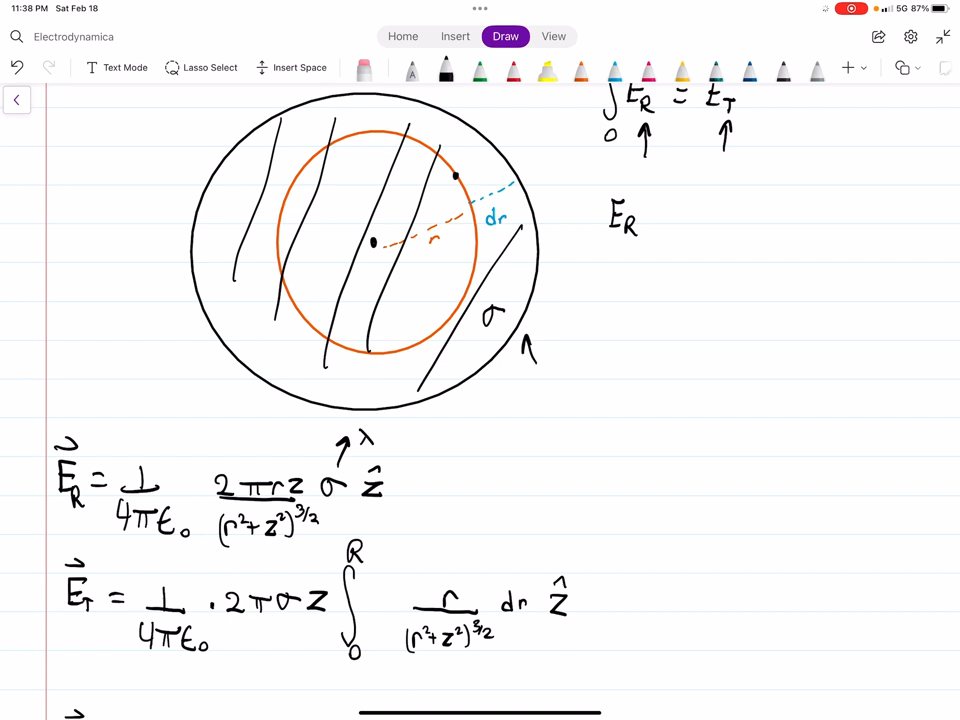 11:38 PM Sat Feb 18
5G 87%
Electrodynamica
Home Insert Draw View
Text Mode Lasso Select Insert Space
A
∫₀ E_R = E_T
E_R
dr
r
σ
λ
E⃗_R = 1/4πϵ₀ 2πrz/(r²+z²)^3/2 σ ẑ
E⃗_T = 1/4πϵ₀ · 2πσz ∫₀^R r/(r²+z²)^3/2 dr ẑ